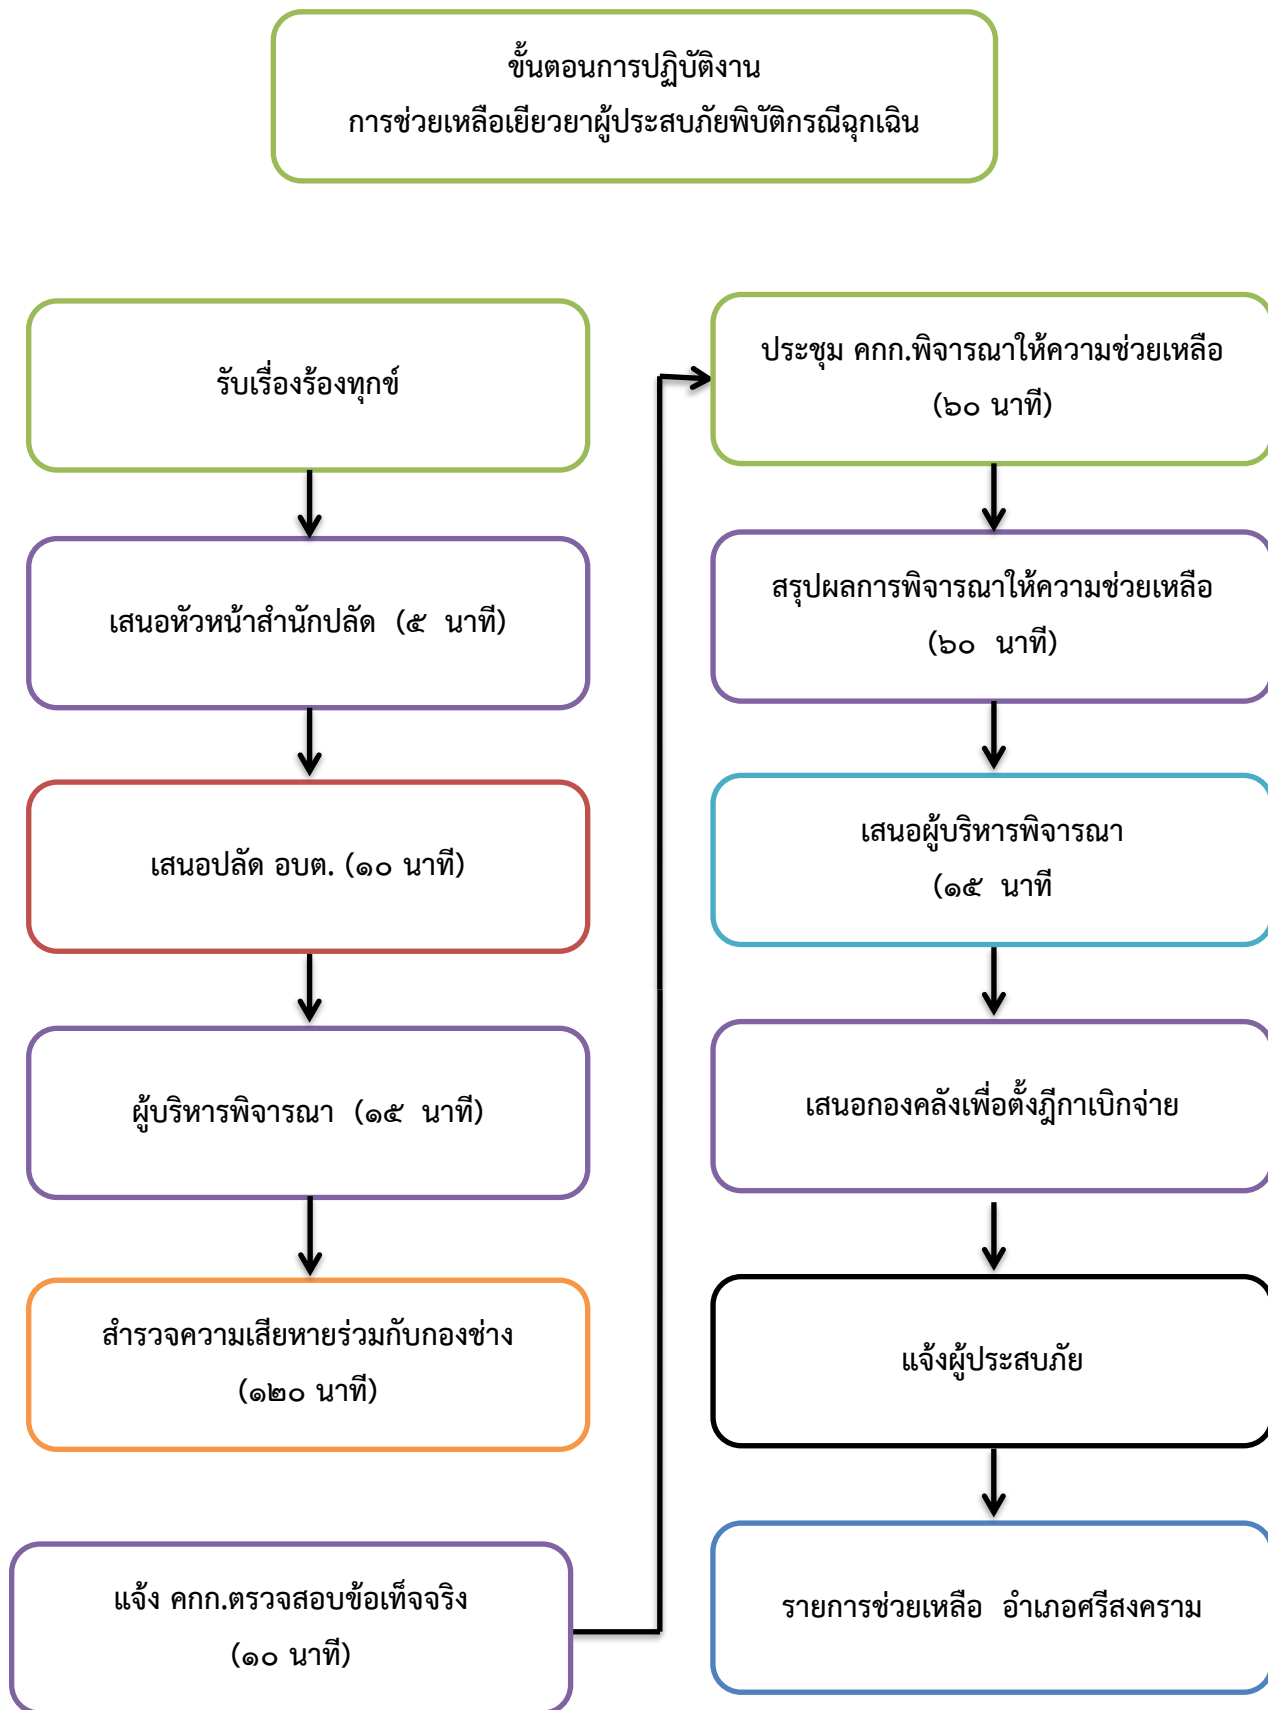 ขั้นตอนการปฏิบัติงาน
การช่วยเหลือเยียวยาผู้ประสบภัยพิบัติกรณีฉุกเฉิน
รับเรื่องร้องทุกข์
เสนอหัวหน้าสำนักปลัด (๕ นาที)
เสนอปลัด อบต. (๑๐ นาที)
ผู้บริหารพิจารณา (๑๕ นาที)
สำรวจความเสียหายร่วมกับกองช่าง
(๑๒๐ นาที)
แจ้ง คกก.ตรวจสอบข้อเท็จจริง
(๑๐ นาที)
ประชุม คกก.พิจารณาให้ความช่วยเหลือ
(๖๐ นาที)
สรุปผลการพิจารณาให้ความช่วยเหลือ
(๖๐ นาที)
เสนอผู้บริหารพิจารณา
(๑๕ นาที
เสนอกองคลังเพื่อตั้งฎีกาเบิกจ่าย
แจ้งผู้ประสบภัย
รายการช่วยเหลือ อำเภอศรีสงคราม